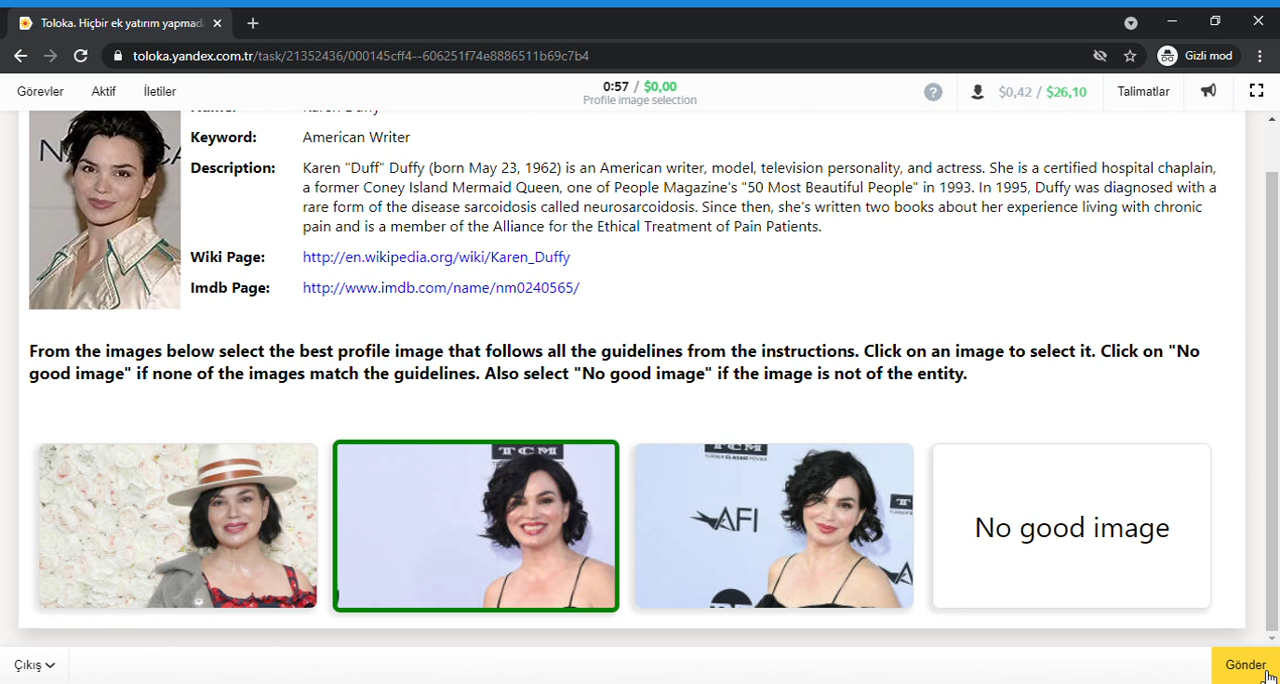 Toloka. Hiçbir ek yatırım yapmada
toloka.yandex.com.tr/task/21352436/000145cff4--606251f74e8886511b69c7b4
Gizli mod
Görevler
Aktif
İletiler
0:57 / $0,00
Profile image selection
?
$0,42 / $26,10
Talimatlar
Keyword: American Writer
Description: Karen "Duff" Duffy (born May 23, 1962) is an American writer, model, television personality, and actress. She is a certified hospital chaplain,
a former Coney Island Mermaid Queen, one of People Magazine's "50 Most Beautiful People" in 1993. In 1995, Duffy was diagnosed with a
rare form of the disease sarcoidosis called neurosarcoidosis. Since then, she's written two books about her experience living with chronic
pain and is a member of the Alliance for the Ethical Treatment of Pain Patients.
Wiki Page: http://en.wikipedia.org/wiki/Karen_Duffy
Imdb Page: http://www.imdb.com/name/nm0240565/
From the images below select the best profile image that follows all the guidelines from the instructions. Click on an image to select it. Click on "No
good image" if none of the images match the guidelines. Also select "No good image" if the image is not of the entity.
TCM
TCM
TURNER CLASSIC MOVIES
AFI
No good image
Çıkış
Gönder